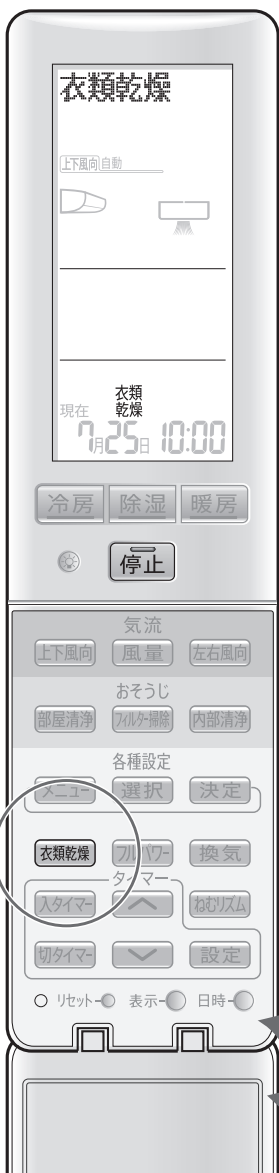 衣類乾燥
上下風向 自動
衣類
現在 乾燥
7月25日 10:00
冷房 除湿 暖房
停止
気流
上下風向 風量 左右風向
おそうじ
部屋清浄 フィルター掃除 内部清浄
各種設定
メニュー 選択 決定
衣類乾燥 フルパワー 換気
タイマー
入タイマー ねむリズム
切タイマー 設定
リセット 表示 日時